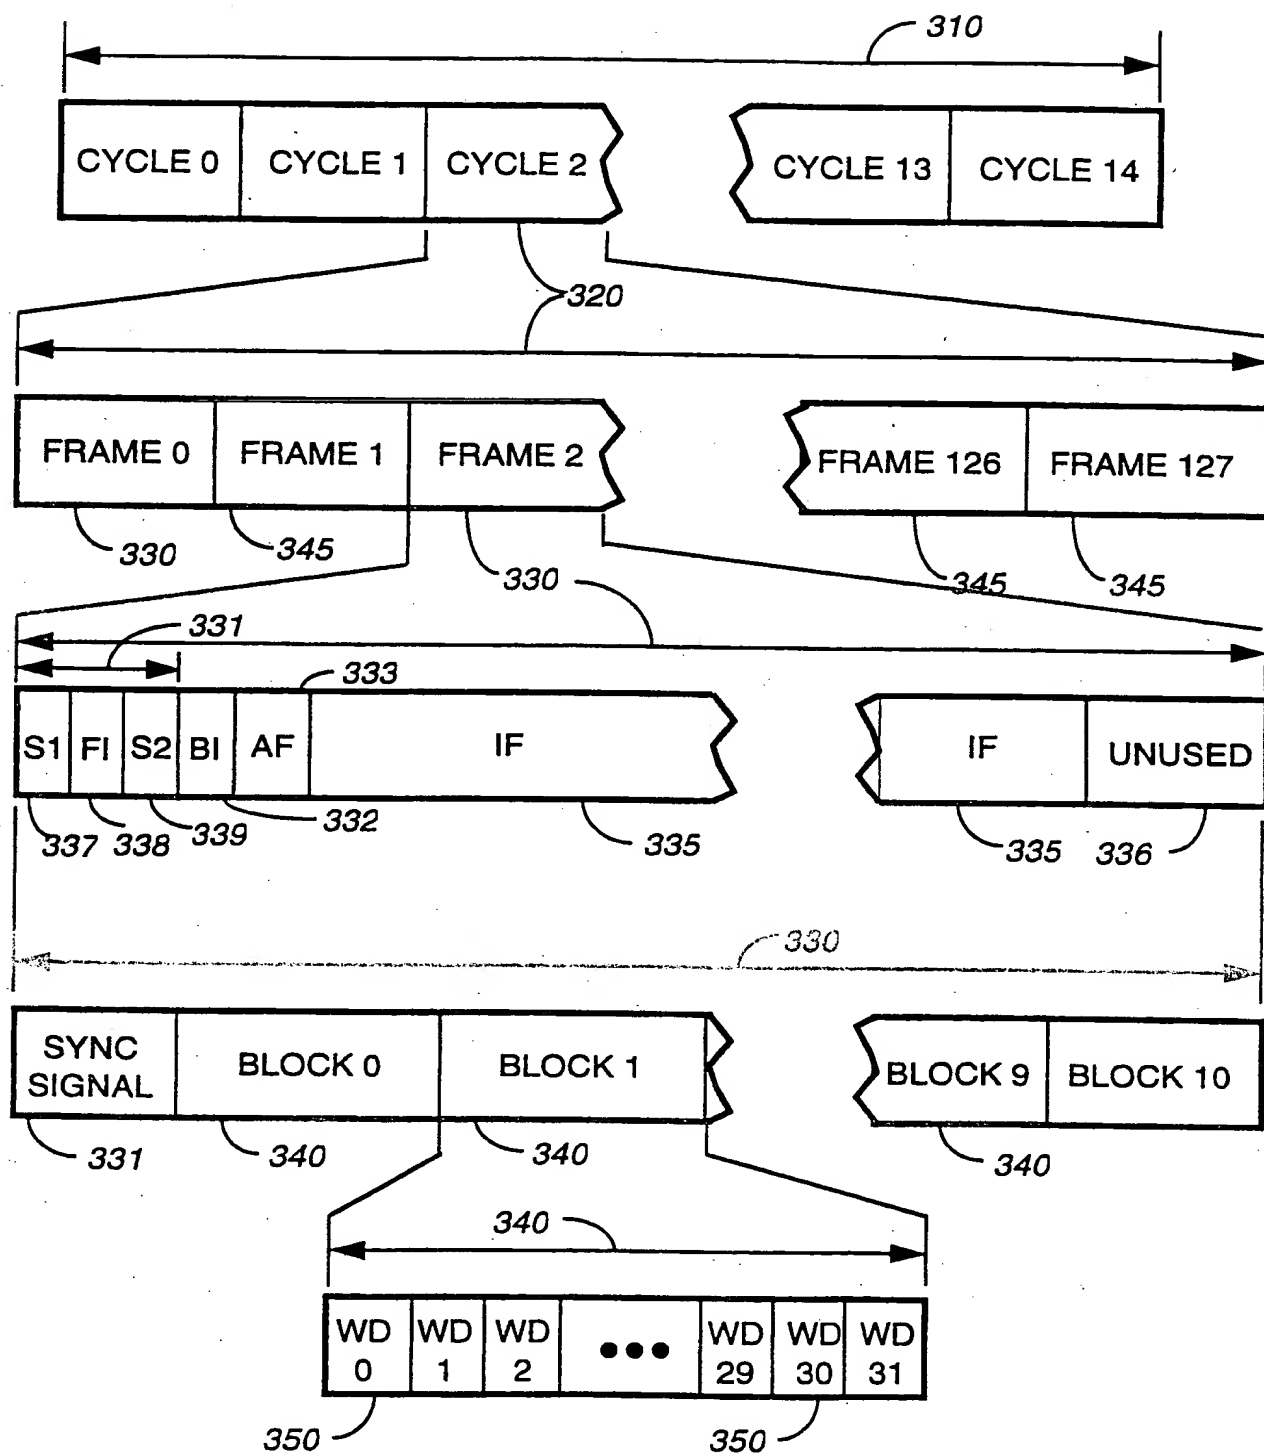 310
CYCLE 0 CYCLE 1 CYCLE 2 CYCLE 13 CYCLE 14
320
FRAME 0 FRAME 1 FRAME 2 FRAME 126 FRAME 127
330 345 330 345 345
331
333
S1 FI S2 BI AF IF IF UNUSED
337 338 339 332 335 335 336
330
SYNC SIGNAL BLOCK 0 BLOCK 1 BLOCK 9 BLOCK 10
331 340 340 340
340
WD 0 WD 1 WD 2 WD 29 WD 30 WD 31
350 350